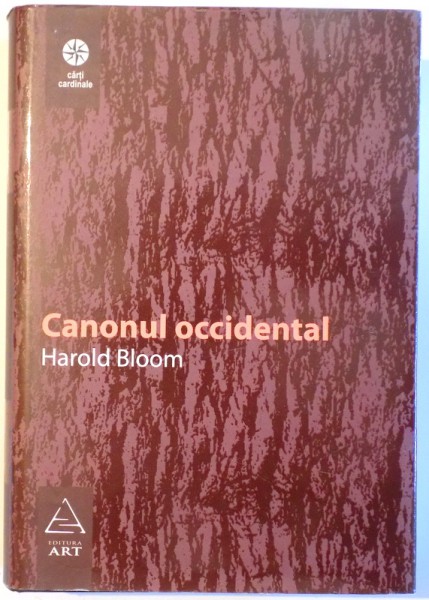 cărți
cardinale
Canonul occidental
Harold Bloom
EDITURA
ART